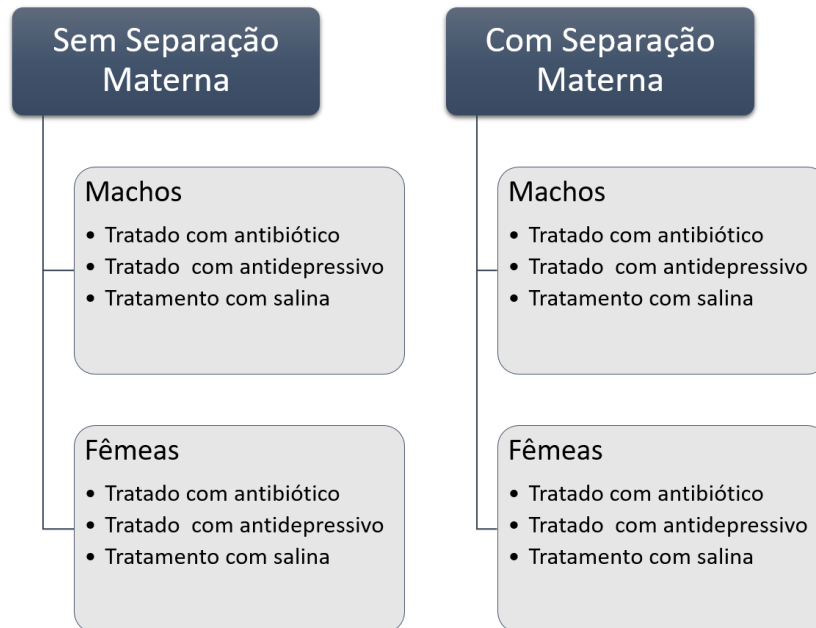 Sem Separação
Materna
Machos
• Tratado com antibiótico
• Tratado  com antidepressivo
• Tratamento com salina
Fêmeas
• Tratado com antibiótico
• Tratado  com antidepressivo
• Tratamento com salina
Com Separação
Materna
Machos
• Tratado com antibiótico
• Tratado  com antidepressivo
• Tratamento com salina
Fêmeas
• Tratado com antibiótico
• Tratado  com antidepressivo
• Tratamento com salina